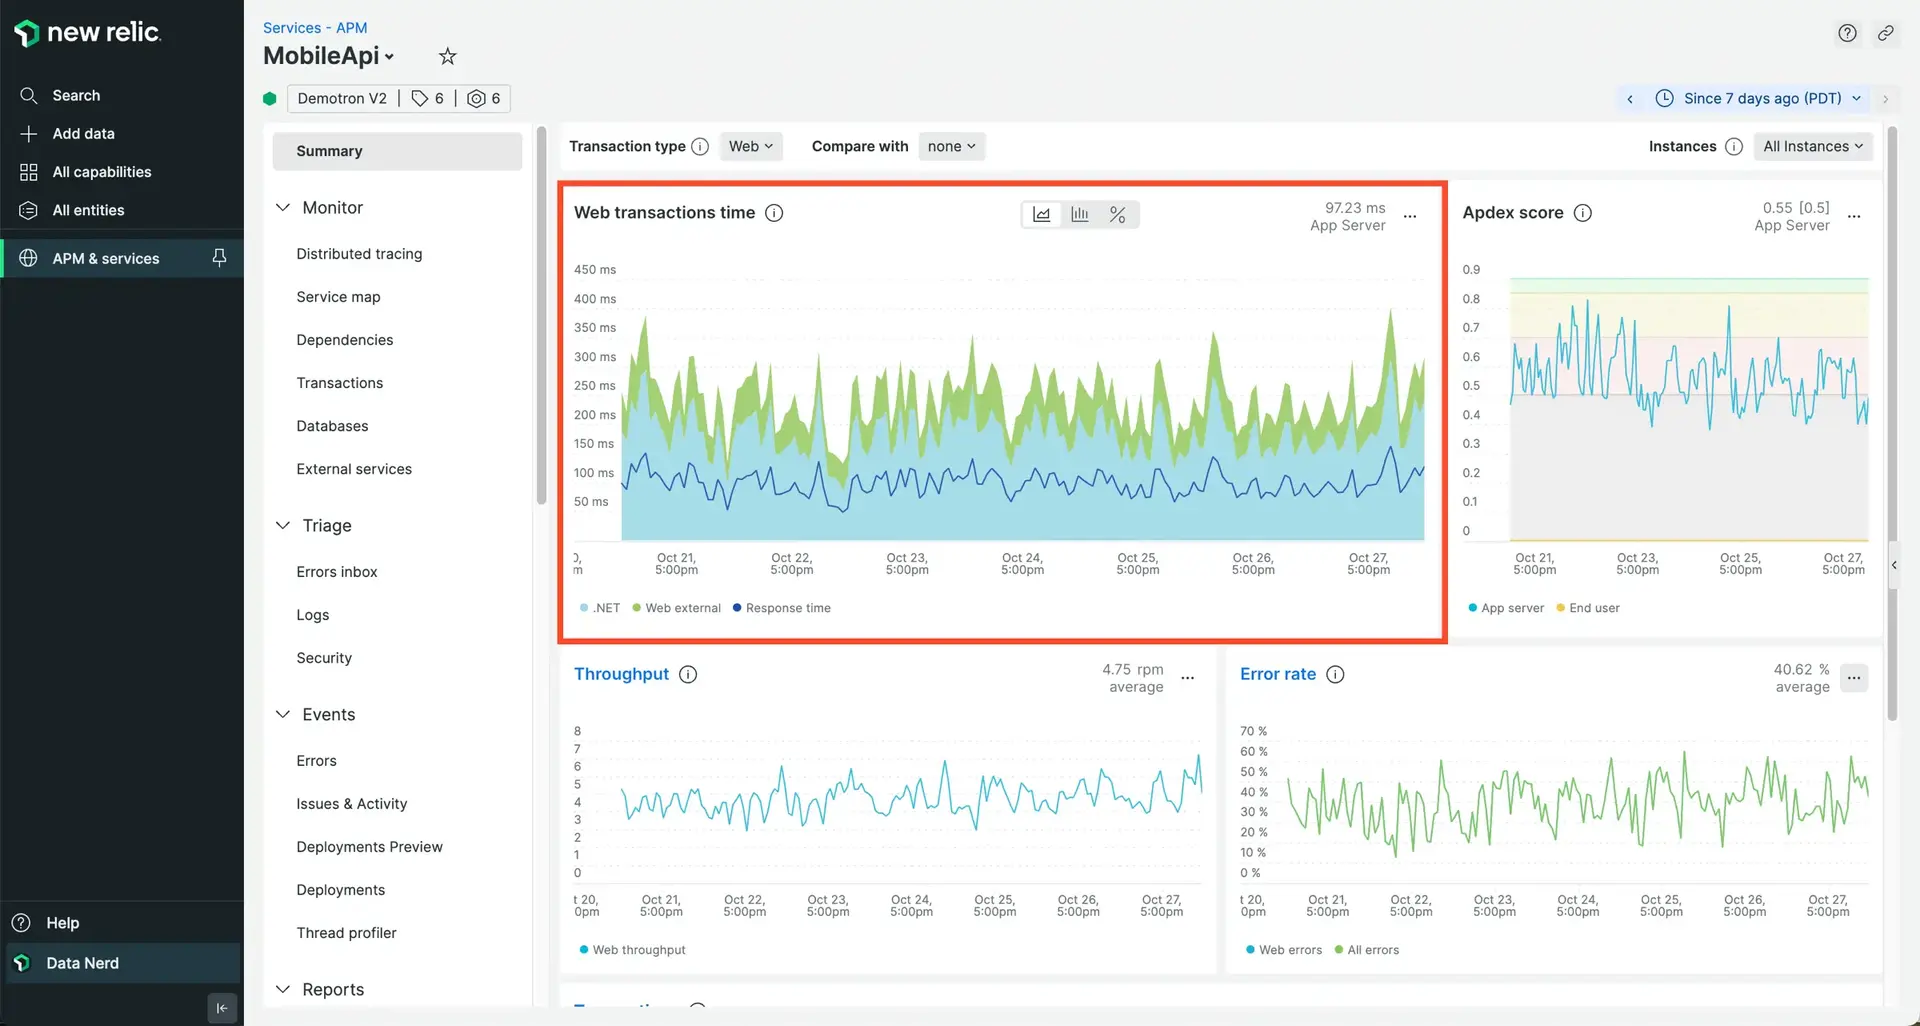 new relic.
Search
Add data
All capabilities
All entities
APM & services
Help
Data Nerd
Services - APM
MobileApi
Demotron V2 | 6 | 6
Since 7 days ago (PDT)
Summary
Monitor
Distributed tracing
Service map
Dependencies
Transactions
Databases
External services
Triage
Errors inbox
Logs
Security
Events
Errors
Issues & Activity
Deployments Preview
Deployments
Thread profiler
Reports
Transaction type Web Compare with none
Instances All Instances
Web transactions time
97.23 ms
App Server
450 ms
400 ms
350 ms
300 ms
250 ms
200 ms
150 ms
100 ms
50 ms
0, Oct 21, Oct 22, Oct 23, Oct 24, Oct 25, Oct 26, Oct 27,
m 5:00pm 5:00pm 5:00pm 5:00pm 5:00pm 5:00pm 5:00pm
.NET Web external Response time
Apdex score
0.55 [0.5]
App Server
0.9
0.8
0.7
0.6
0.5
0.4
0.3
0.2
0.1
0
Oct 21, Oct 23, Oct 25, Oct 27,
5:00pm 5:00pm 5:00pm 5:00pm
App server End user
Throughput
4.75 rpm
average
8
7
6
5
4
3
2
1
0
t 20, Oct 21, Oct 22, Oct 23, Oct 24, Oct 25, Oct 26, Oct 27,
0pm 5:00pm 5:00pm 5:00pm 5:00pm 5:00pm 5:00pm 5:00pm
Web throughput
Error rate
40.62 %
average
70 %
60 %
50 %
40 %
30 %
20 %
10 %
0 %
t 20, Oct 21, Oct 22, Oct 23, Oct 24, Oct 25, Oct 26, Oct 27,
0pm 5:00pm 5:00pm 5:00pm 5:00pm 5:00pm 5:00pm 5:00pm
Web errors All errors